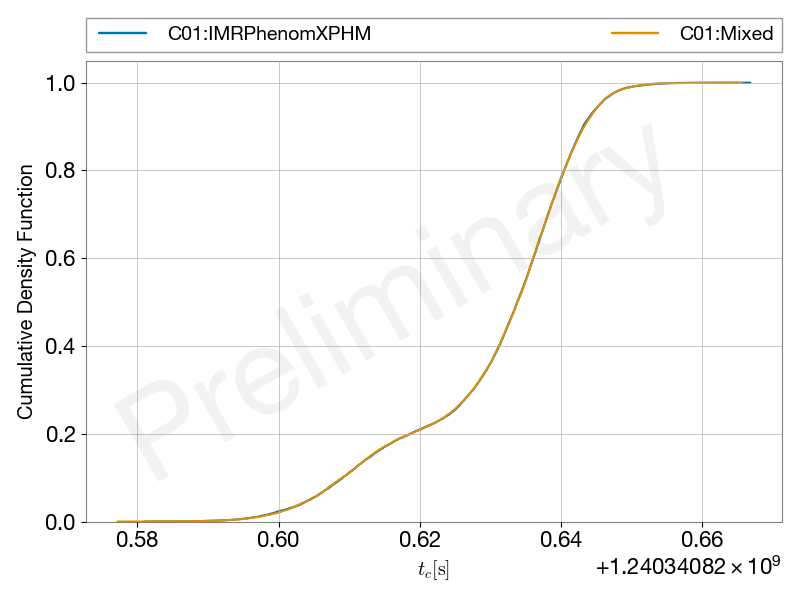 C01:IMRPhenomXPHM C01:Mixed
1.0
0.8
0.6
0.4
0.2
0.0
Cumulative Density Function
Preliminary
0.58 0.60 0.62 0.64 0.66
t_c[s]
+1.24034082 × 10⁹